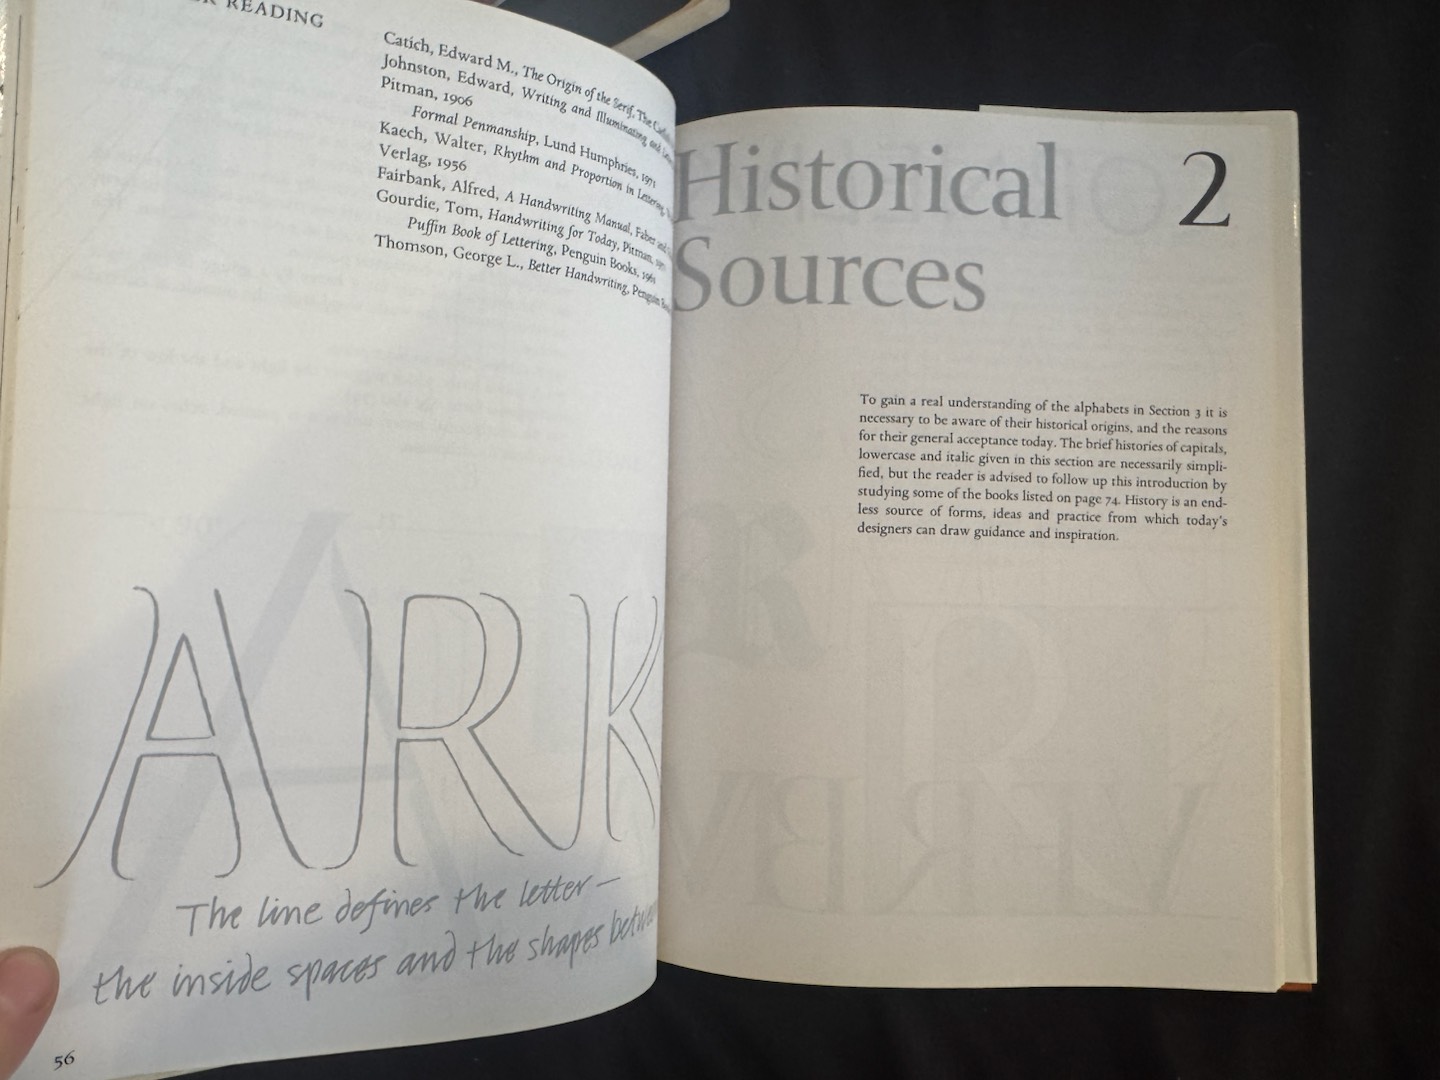 READING
Catich, Edward M., The Origin of the Serif, The
Johnston, Edward, Writing and Illuminating and
Pitman, 1906
Formal Penmanship, Lund Humphries, 1971
Kaech, Walter, Rhythm and Proportion in Lettering,
Verlag, 1956
Fairbank, Alfred, A Handwriting Manual, Faber and
Gourdie, Tom, Handwriting for Today, Pitman,
Puffin Book of Lettering, Penguin Books, 1961
Thomson, George L., Better Handwriting, Penguin
ARK
The line defines the letter —
the inside spaces and the shapes
56
Historical 2
Sources
To gain a real understanding of the alphabets in Section 3 it is
necessary to be aware of their historical origins, and the reasons
for their general acceptance today. The brief histories of capitals,
lowercase and italic given in this section are necessarily simpli-
fied, but the reader is advised to follow up this introduction by
studying some of the books listed on page 74. History is an end-
less source of forms, ideas and practice from which today's
designers can draw guidance and inspiration.